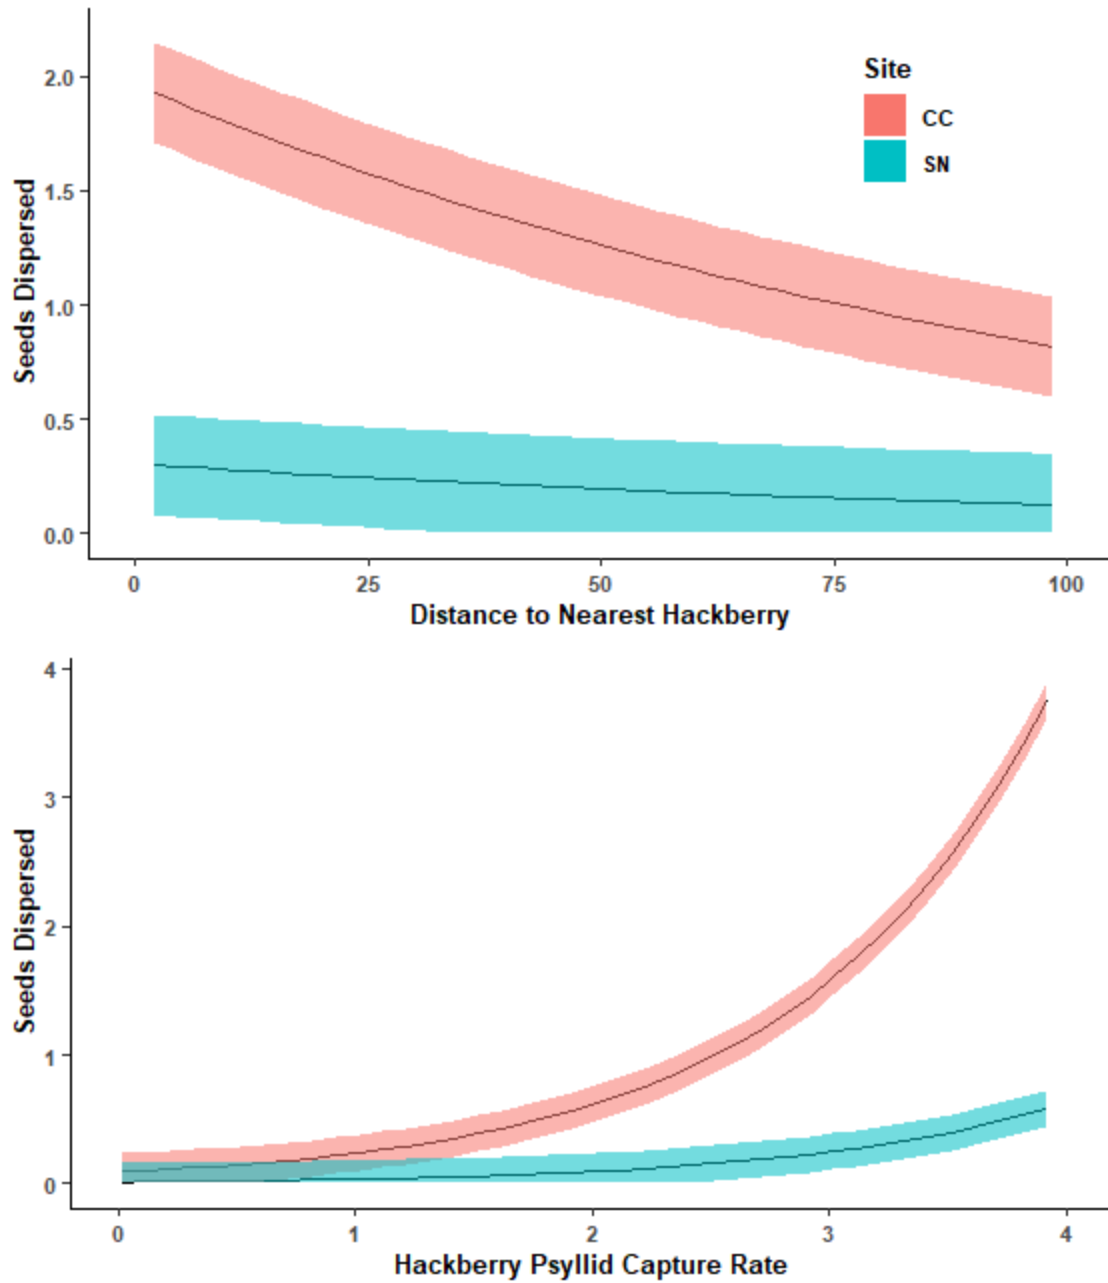 Site
CC
SN
Seeds Dispersed
2.0
1.5
1.0
0.5
0.0
0 25 50 75 100
Distance to Nearest Hackberry
Seeds Dispersed
4
3
2
1
0
0 1 2 3 4
Hackberry Psyllid Capture Rate